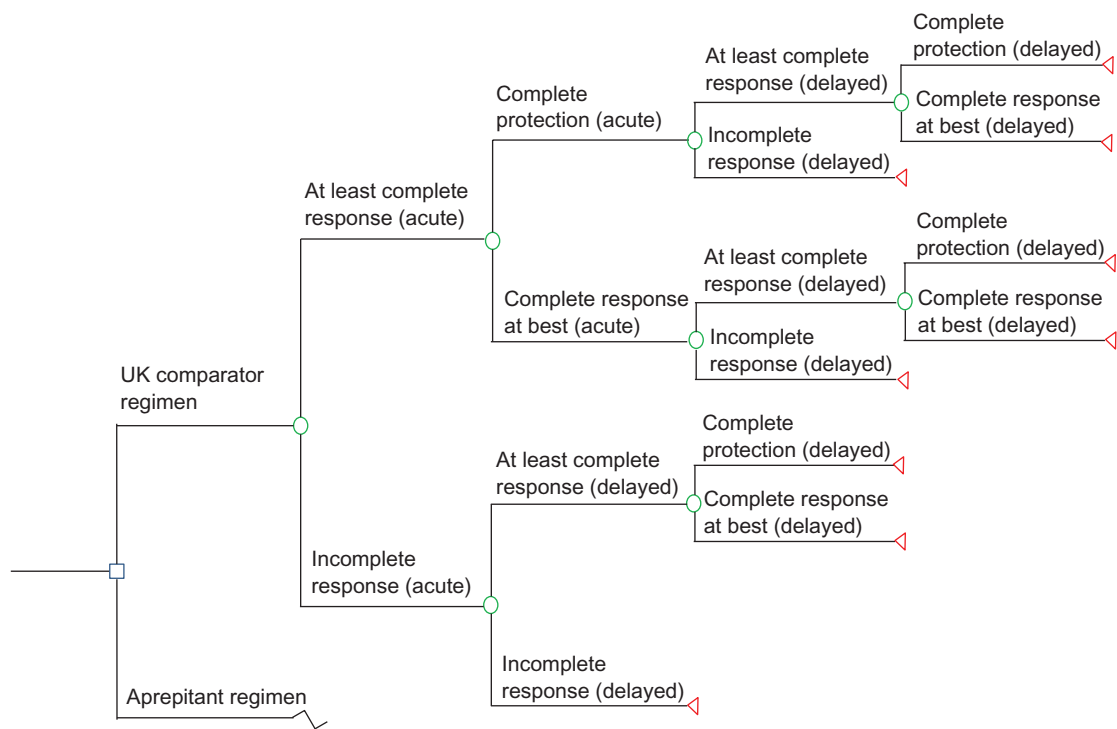 Complete
protection (delayed)
At least complete
response (delayed)
Complete
protection (acute)
Complete response
at best (delayed)
Incomplete
response (delayed)
At least complete
response (acute)
Complete
protection (delayed)
At least complete
response (delayed)
Complete response
at best (acute)
Complete response
at best (delayed)
Incomplete
response (delayed)
UK comparator
regimen
Complete
protection (delayed)
At least complete
response (delayed)
Complete response
at best (delayed)
Incomplete
response (acute)
Incomplete
response (delayed)
Aprepitant regimen